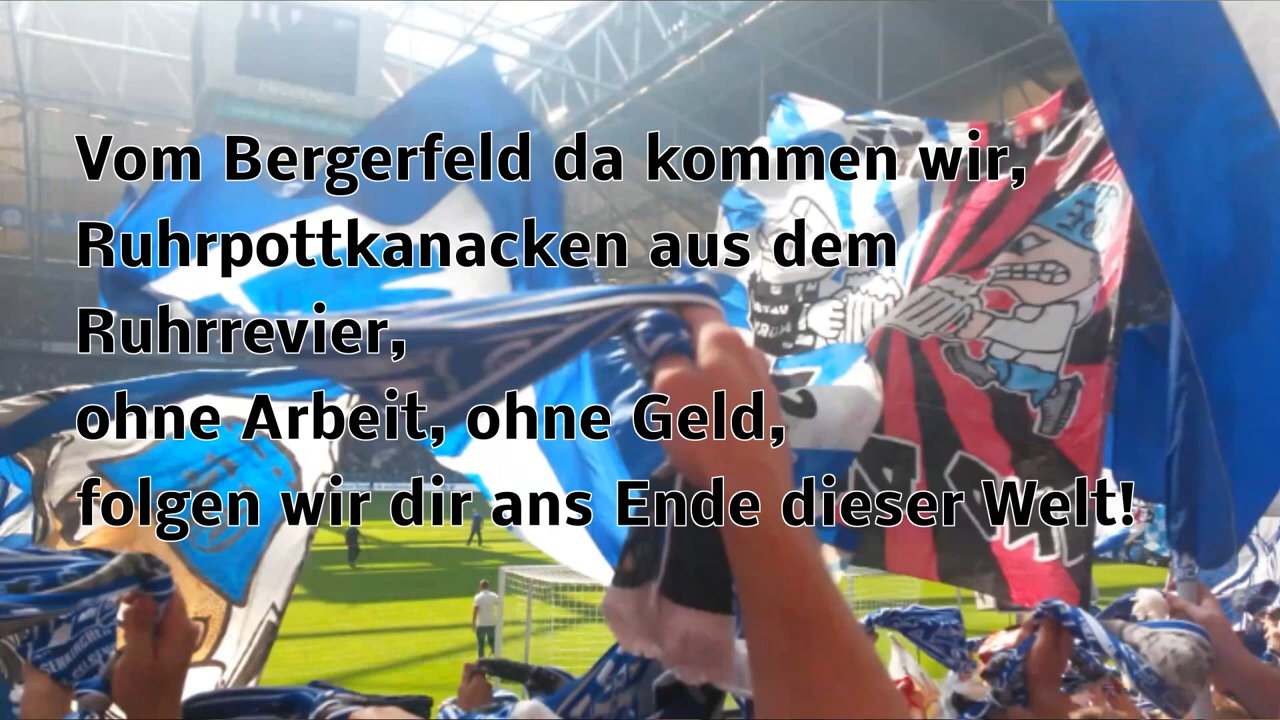 Vom Bergerfeld da kommen wir,
Ruhrpottkanacken aus dem
Ruhrrevier,
ohne Arbeit, ohne Geld,
folgen wir dir ans Ende dieser Welt!